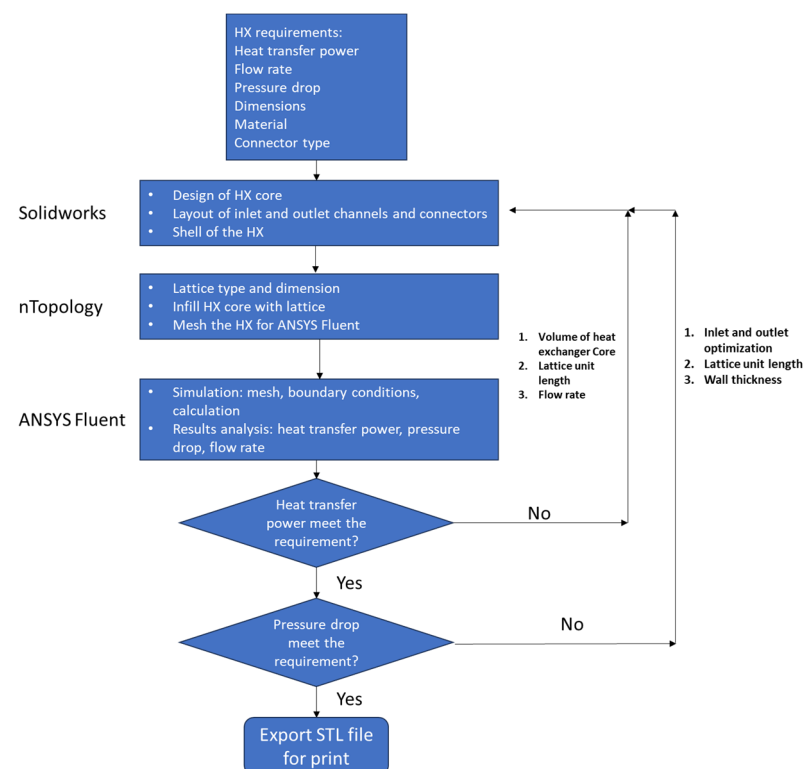 HX requirements:
Heat transfer power
Flow rate
Pressure drop
Dimensions
Material
Connector type
Solidworks
• Design of HX core
• Layout of inlet and outlet channels and connectors
• Shell of the HX
nTopology
• Lattice type and dimension
• Infill HX core with lattice
• Mesh the HX for ANSYS Fluent
1. Volume of heat
exchanger Core
2. Lattice unit
length
3. Flow rate
1. Inlet and outlet
optimization
2. Lattice unit length
3. Wall thickness
ANSYS Fluent
• Simulation: mesh, boundary conditions,
calculation
• Results analysis: heat transfer power, pressure
drop, flow rate
Heat transfer
power meet the
requirement?
No
Yes
Pressure drop
meet the
requirement?
No
Yes
Export STL file
for print